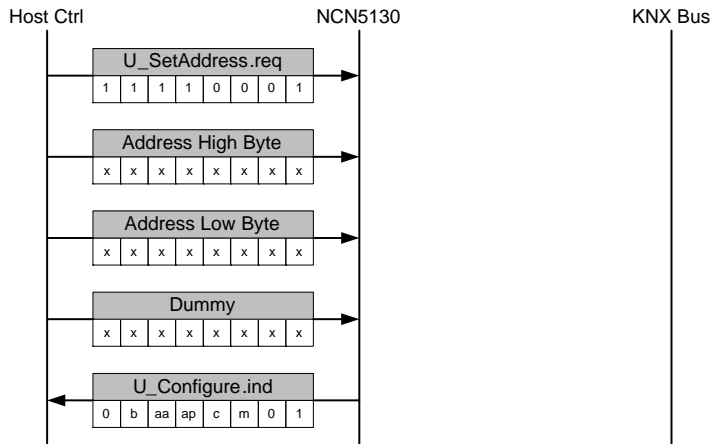 Host Ctrl NCN5130 KNX Bus
U_SetAddress.req
1 1 1 1 0 0 0 1
Address High Byte
x x x x x x x x
Address Low Byte
x x x x x x x x
Dummy
x x x x x x x x
U_Configure.ind
0 b aa ap c m 0 1